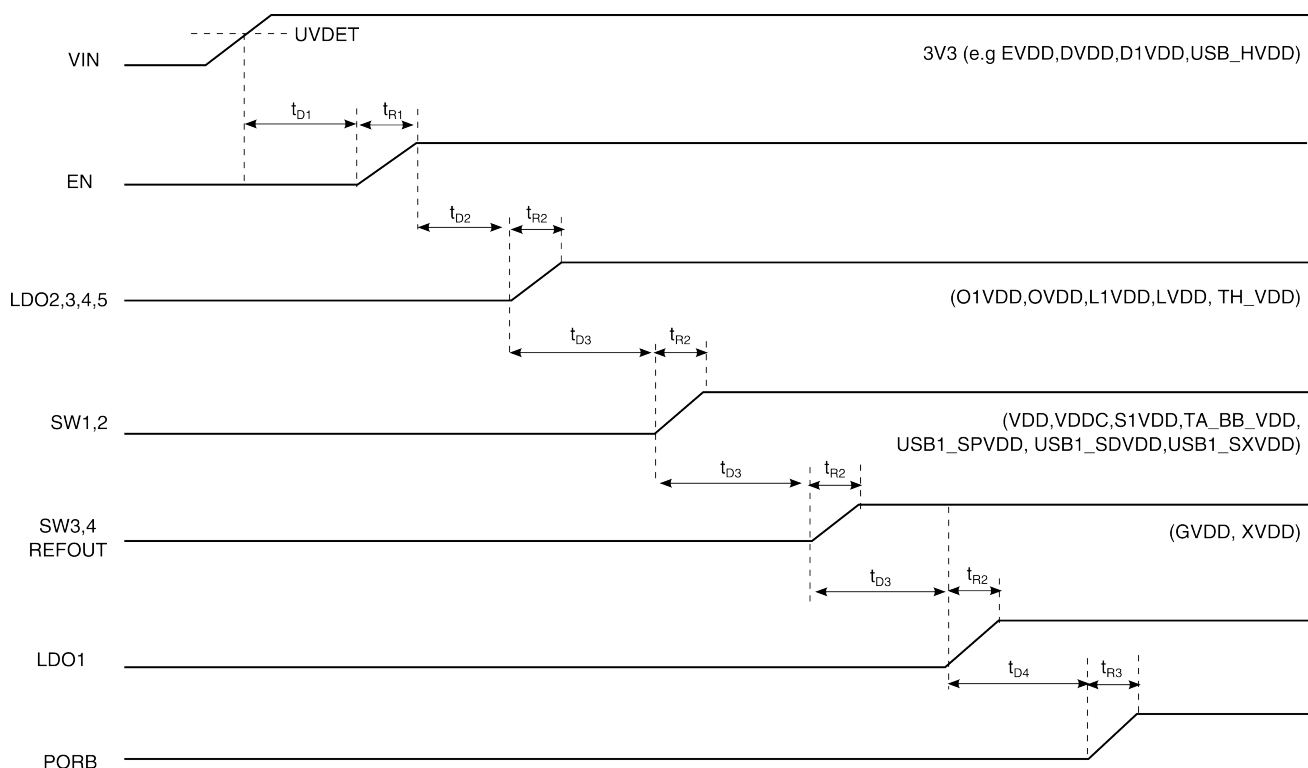 UVDET
VIN
3V3 (e.g EVDD,DVDD,D1VDD,USB_HVDD)
tD1
tR1
EN
tD2
tR2
LDO2,3,4,5
(O1VDD,OVDD,L1VDD,LVDD, TH_VDD)
tD3
tR2
SW1,2
(VDD,VDDC,S1VDD,TA_BB_VDD,
USB1_SPVDD, USB1_SDVDD,USB1_SXVDD)
tD3
tR2
SW3,4
REFOUT
(GVDD, XVDD)
tD3
tR2
LDO1
tD4
tR3
PORB